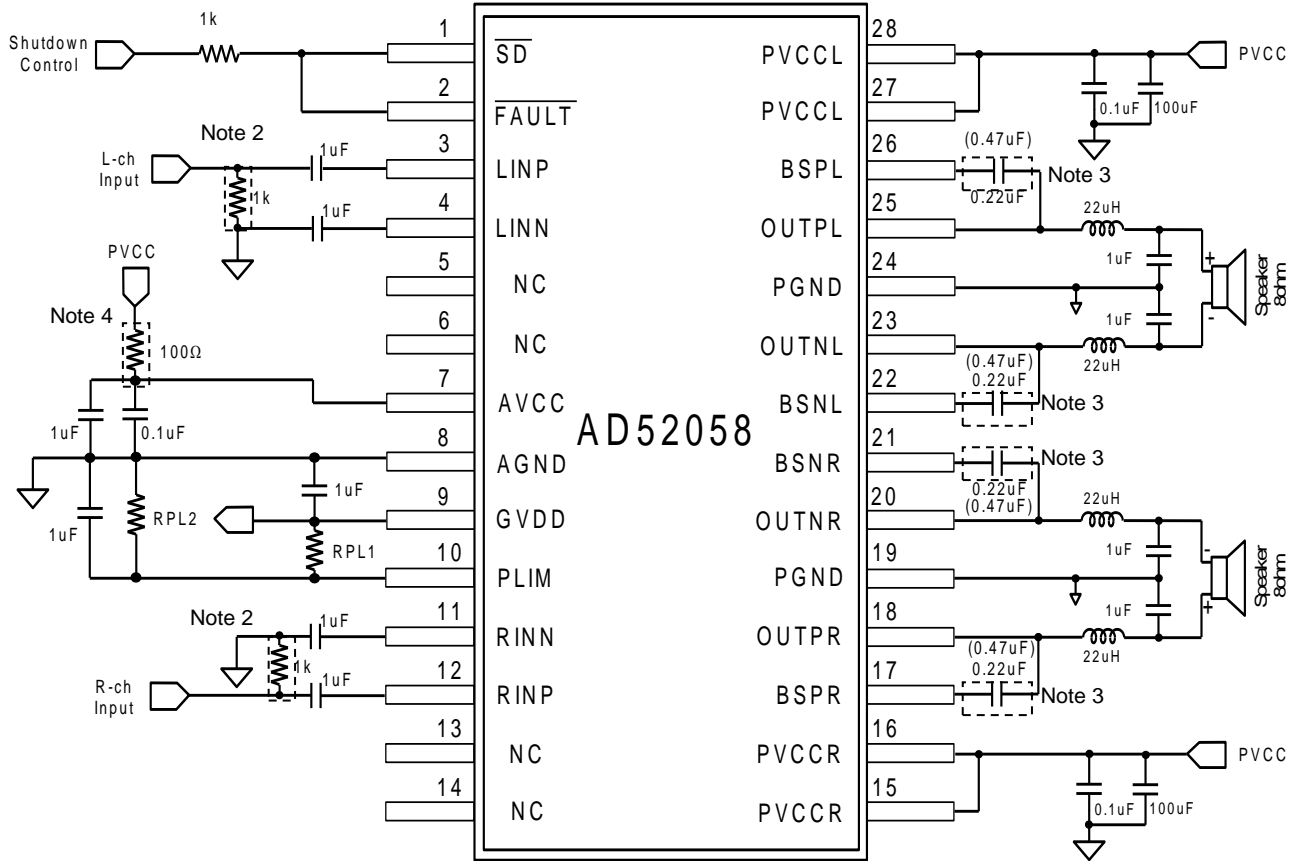 1k
Shutdown
Control
1
SD
2
FAULT
Note 2
L-ch
Input
1uF
3
LINP
1k
1uF
4
LINN
5
NC
PVCC
6
NC
Note 4
100Ω
7
AVCC
1uF
0.1uF
8
AGND
1uF
9
GVDD
1uF
RPL2
RPL1
10
PLIM
Note 2
1uF
11
RINN
1k
R-ch
Input
1uF
12
RINP
13
NC
14
NC
AD52058
28
PVCCL
PVCC
27
PVCCL
0.1uF
100uF
26
BSPL
(0.47uF)
0.22uF
Note 3
25
OUTPL
22uH
1uF
24
PGND
+
-
Speaker
8ohm
1uF
23
OUTNL
22uH
(0.47uF)
0.22uF
22
BSNL
Note 3
21
BSNR
Note 3
0.22uF
(0.47uF)
20
OUTNR
22uH
1uF
19
PGND
-
+
Speaker
8ohm
1uF
18
OUTPR
22uH
(0.47uF)
0.22uF
17
BSPR
Note 3
16
PVCCR
PVCC
15
PVCCR
0.1uF
100uF